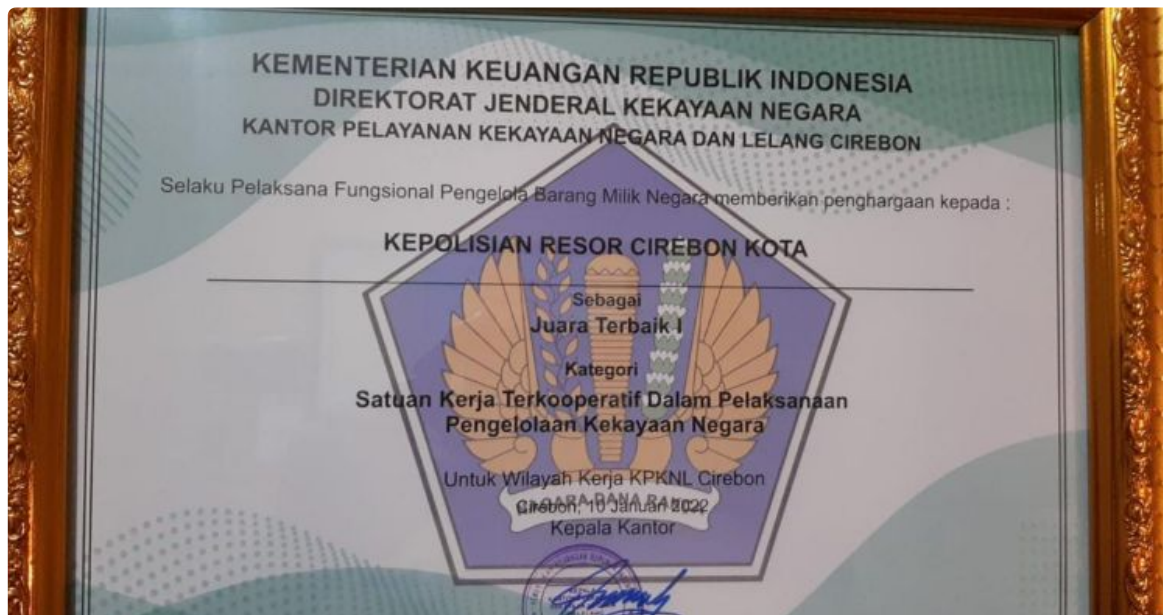 KEMENTERIAN KEUANGAN REPUBLIK INDONESIA
DIREKTORAT JENDERAL KEKAYAAN NEGARA
KANTOR PELAYANAN KEKAYAAN NEGARA DAN LELANG CIREBON
Selaku Pelaksana Fungsional Pengelola Barang Milik Negara memberikan penghargaan kepada :
KEPOLISIAN RESOR CIREBON KOTA
Sebagai
Juara Terbaik I
Kategori
Satuan Kerja Terkooperatif Dalam Pelaksanaan
Pengelolaan Kekayaan Negara
Untuk Wilayah Kerja KPKNL Cirebon
Cirebon, 10 Januari 2022
Kepala Kantor